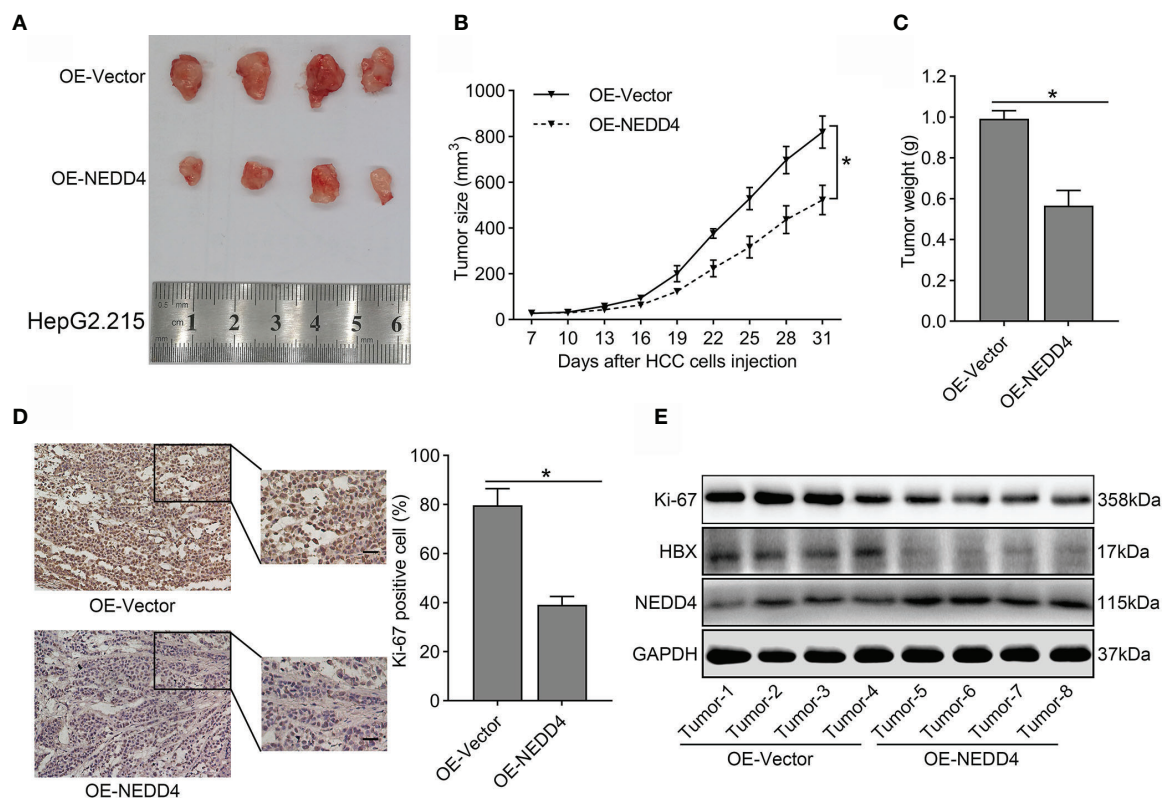 A
OE-Vector
OE-NEDD4
HepG2.215
0.5 mm
cm 1 2 3 4 5 6
mm
B
1000
800
600
400
200
0
Tumor size (mm³)
OE-Vector
OE-NEDD4
*
7 10 13 16 19 22 25 28 31
Days after HCC cells injection
C
1.2
1.0
0.8
0.6
0.4
0.2
0.0
Tumor weight (g)
*
OE-Vector
OE-NEDD4
D
OE-Vector
OE-NEDD4
100
80
60
40
20
0
Ki-67 positive cell (%)
*
OE-Vector
OE-NEDD4
E
Ki-67 358kDa
HBX 17kDa
NEDD4 115kDa
GAPDH 37kDa
Tumor-1 Tumor-2 Tumor-3 Tumor-4 Tumor-5 Tumor-6 Tumor-7 Tumor-8
OE-Vector OE-NEDD4